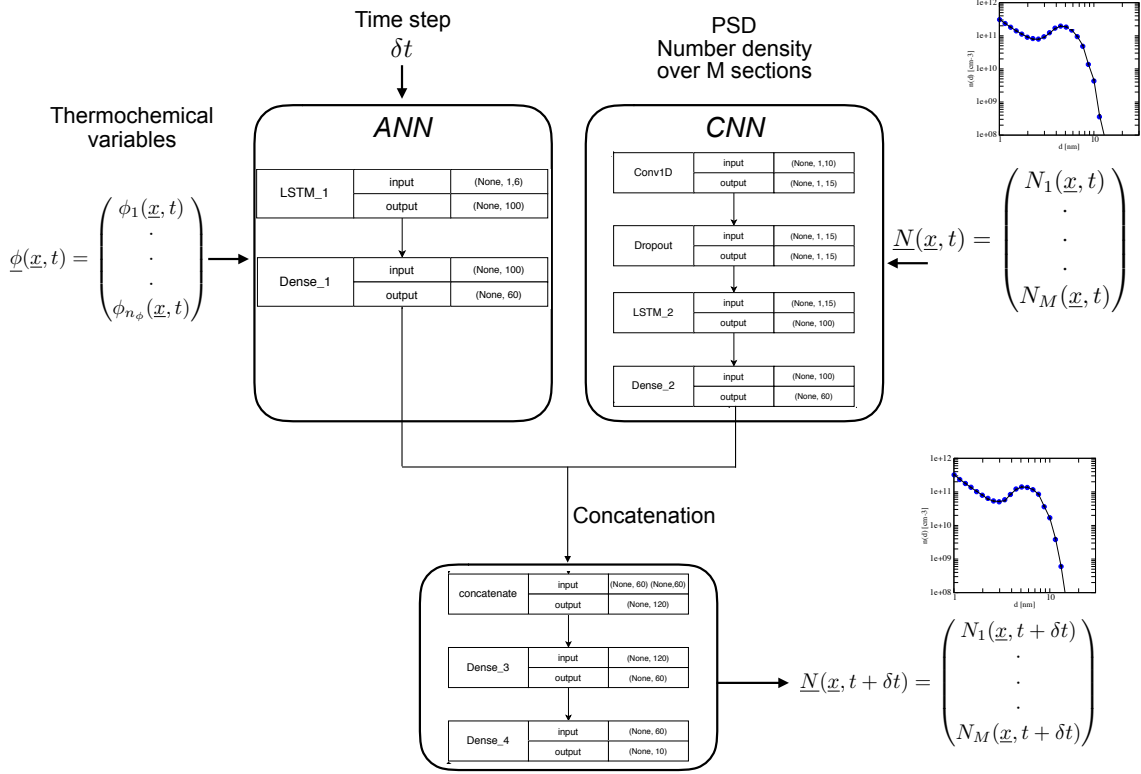 Time step
δt
PSD
Number density
over M sections
Thermochemical
variables
ϕ(x, t) =
ϕ₁(x, t)
.
.
.
ϕₙᵩ(x, t)
ANN
LSTM_1
input
(None, 1,6)
output
(None, 100)
Dense_1
input
(None, 100)
output
(None, 60)
CNN
Conv1D
input
(None, 1,10)
output
(None, 1, 15)
Dropout
input
(None, 1, 15)
output
(None, 1, 15)
LSTM_2
input
(None, 1,15)
output
(None, 100)
Dense_2
input
(None, 100)
output
(None, 60)
1e+12
1e+11
1e+10
1e+09
1e+08
n(d) [cm-3]
1
10
d [nm]
N(x, t) =
N₁(x, t)
.
.
.
N_M(x, t)
Concatenation
concatenate
input
(None, 60) (None,60)
output
(None, 120)
Dense_3
input
(None, 120)
output
(None, 60)
Dense_4
input
(None, 60)
output
(None, 10)
1e+12
1e+11
1e+10
1e+09
1e+08
n(d) [cm-3]
1
10
d [nm]
N(x, t + δt) =
N₁(x, t + δt)
.
.
.
N_M(x, t + δt)